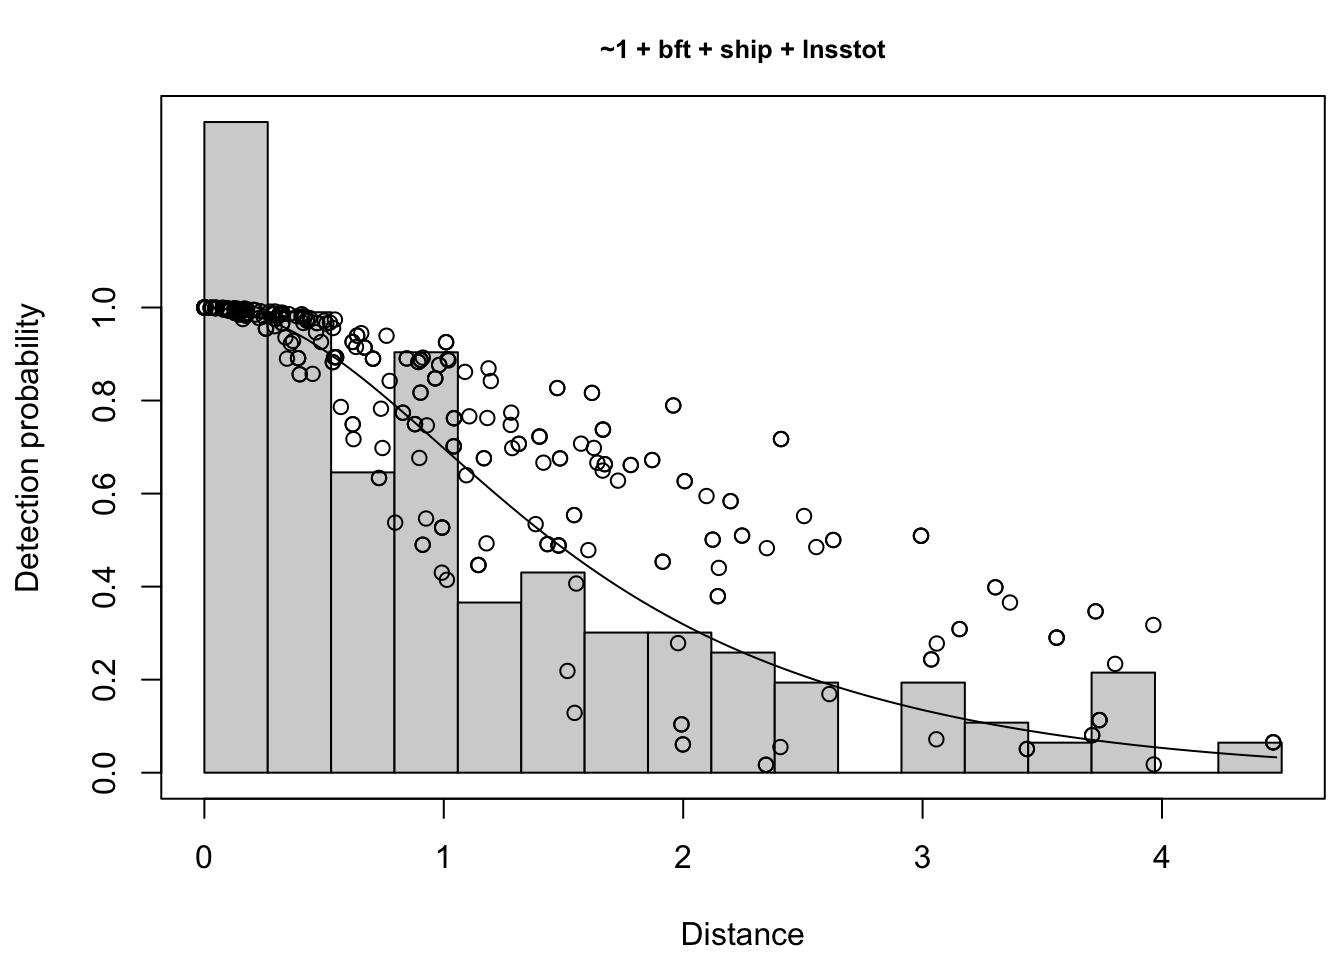 ~1 + bft + ship + lnsstot
Detection probability
1.0
0.8
0.6
0.4
0.2
0.0
0 1 2 3 4
Distance